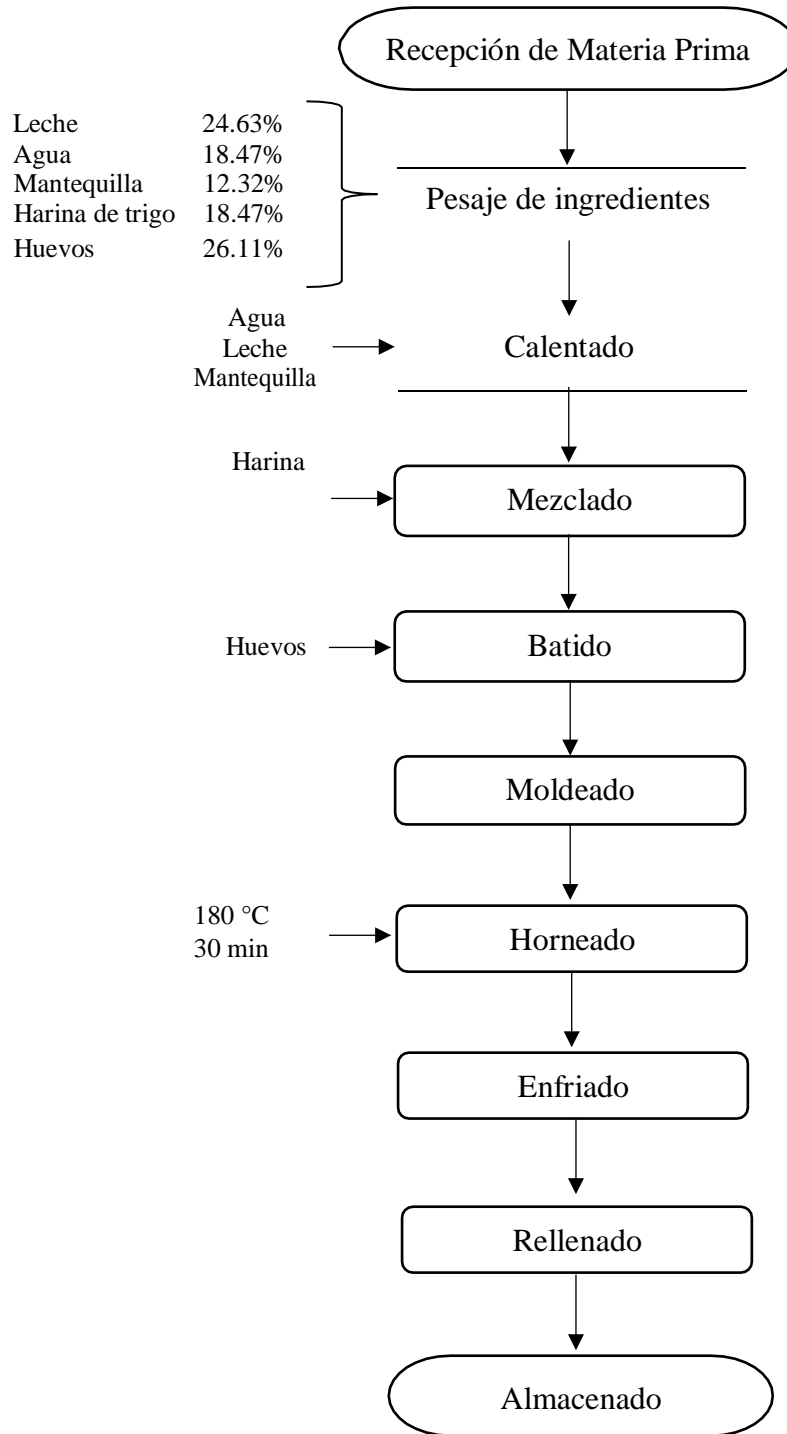 Recepción de Materia Prima
Leche 24.63%
Agua 18.47%
Mantequilla 12.32%
Harina de trigo 18.47%
Huevos 26.11%
Pesaje de ingredientes
Agua
Leche
Mantequilla
Calentado
Harina
Mezclado
Huevos
Batido
Moldeado
180 °C
30 min
Horneado
Enfriado
Rellenado
Almacenado